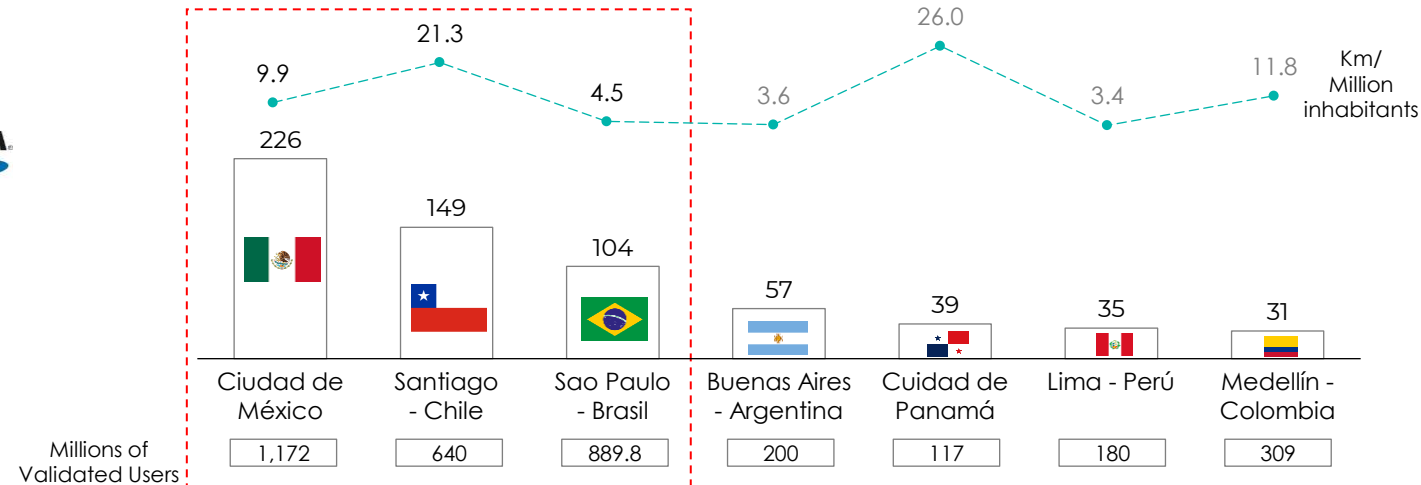 26.0
21.3
Km/
Million
inhabitants
11.8
9.9
4.5
3.6
3.4
226
149
104
57
39
35
31
Ciudad de
México
Santiago
- Chile
Sao Paulo
- Brasil
Buenas Aires
- Argentina
Cuidad de
Panamá
Lima - Perú
Medellín -
Colombia
Millions of
Validated Users
1,172
640
889.8
200
117
180
309